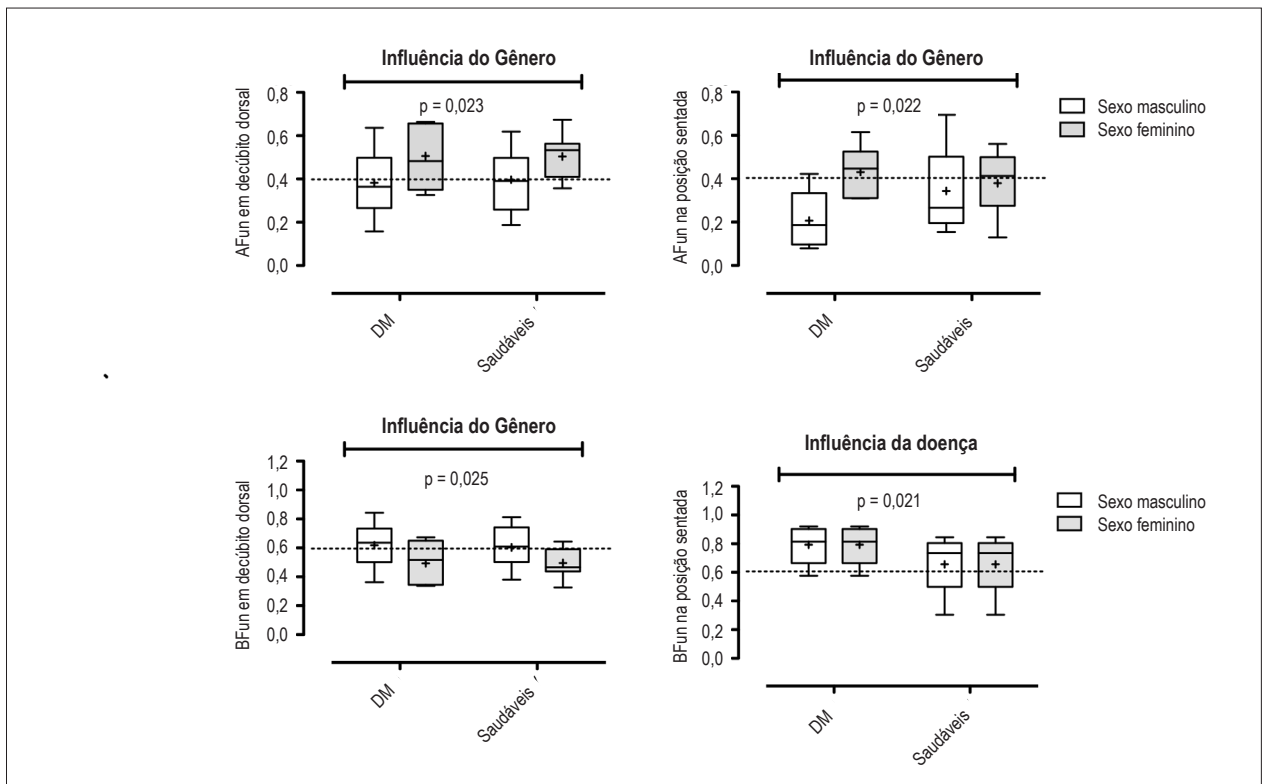 Influência do Gênero
p = 0,023
AFun em decúbito dorsal
0,8
0,6
0,4
0,2
0,0
DM
Saudáveis
Influência do Gênero
p = 0,022
AFun na posição sentada
0,8
0,6
0,4
0,2
0,0
DM
Saudáveis
Sexo masculino
Sexo feminino
Influência do Gênero
p = 0,025
BFun em decúbito dorsal
1,2
1,0
0,8
0,6
0,4
0,2
0,0
DM
Saudáveis
Influência da doença
p = 0,021
BFun na posição sentada
1,2
1,0
0,8
0,6
0,4
0,2
0,0
DM
Saudáveis
Sexo masculino
Sexo feminino